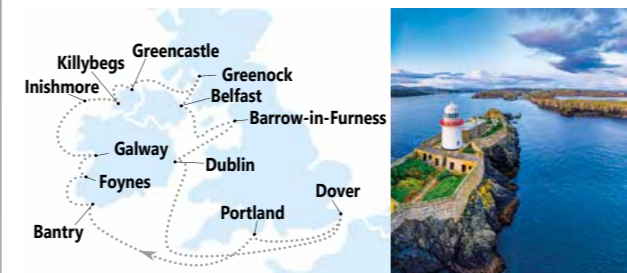 Greencastle
Killybegs
Greenock
Inishmore
Belfast
Barrow-in-Furness
Galway
Dublin
Foynes
Dover
Portland
Bantry